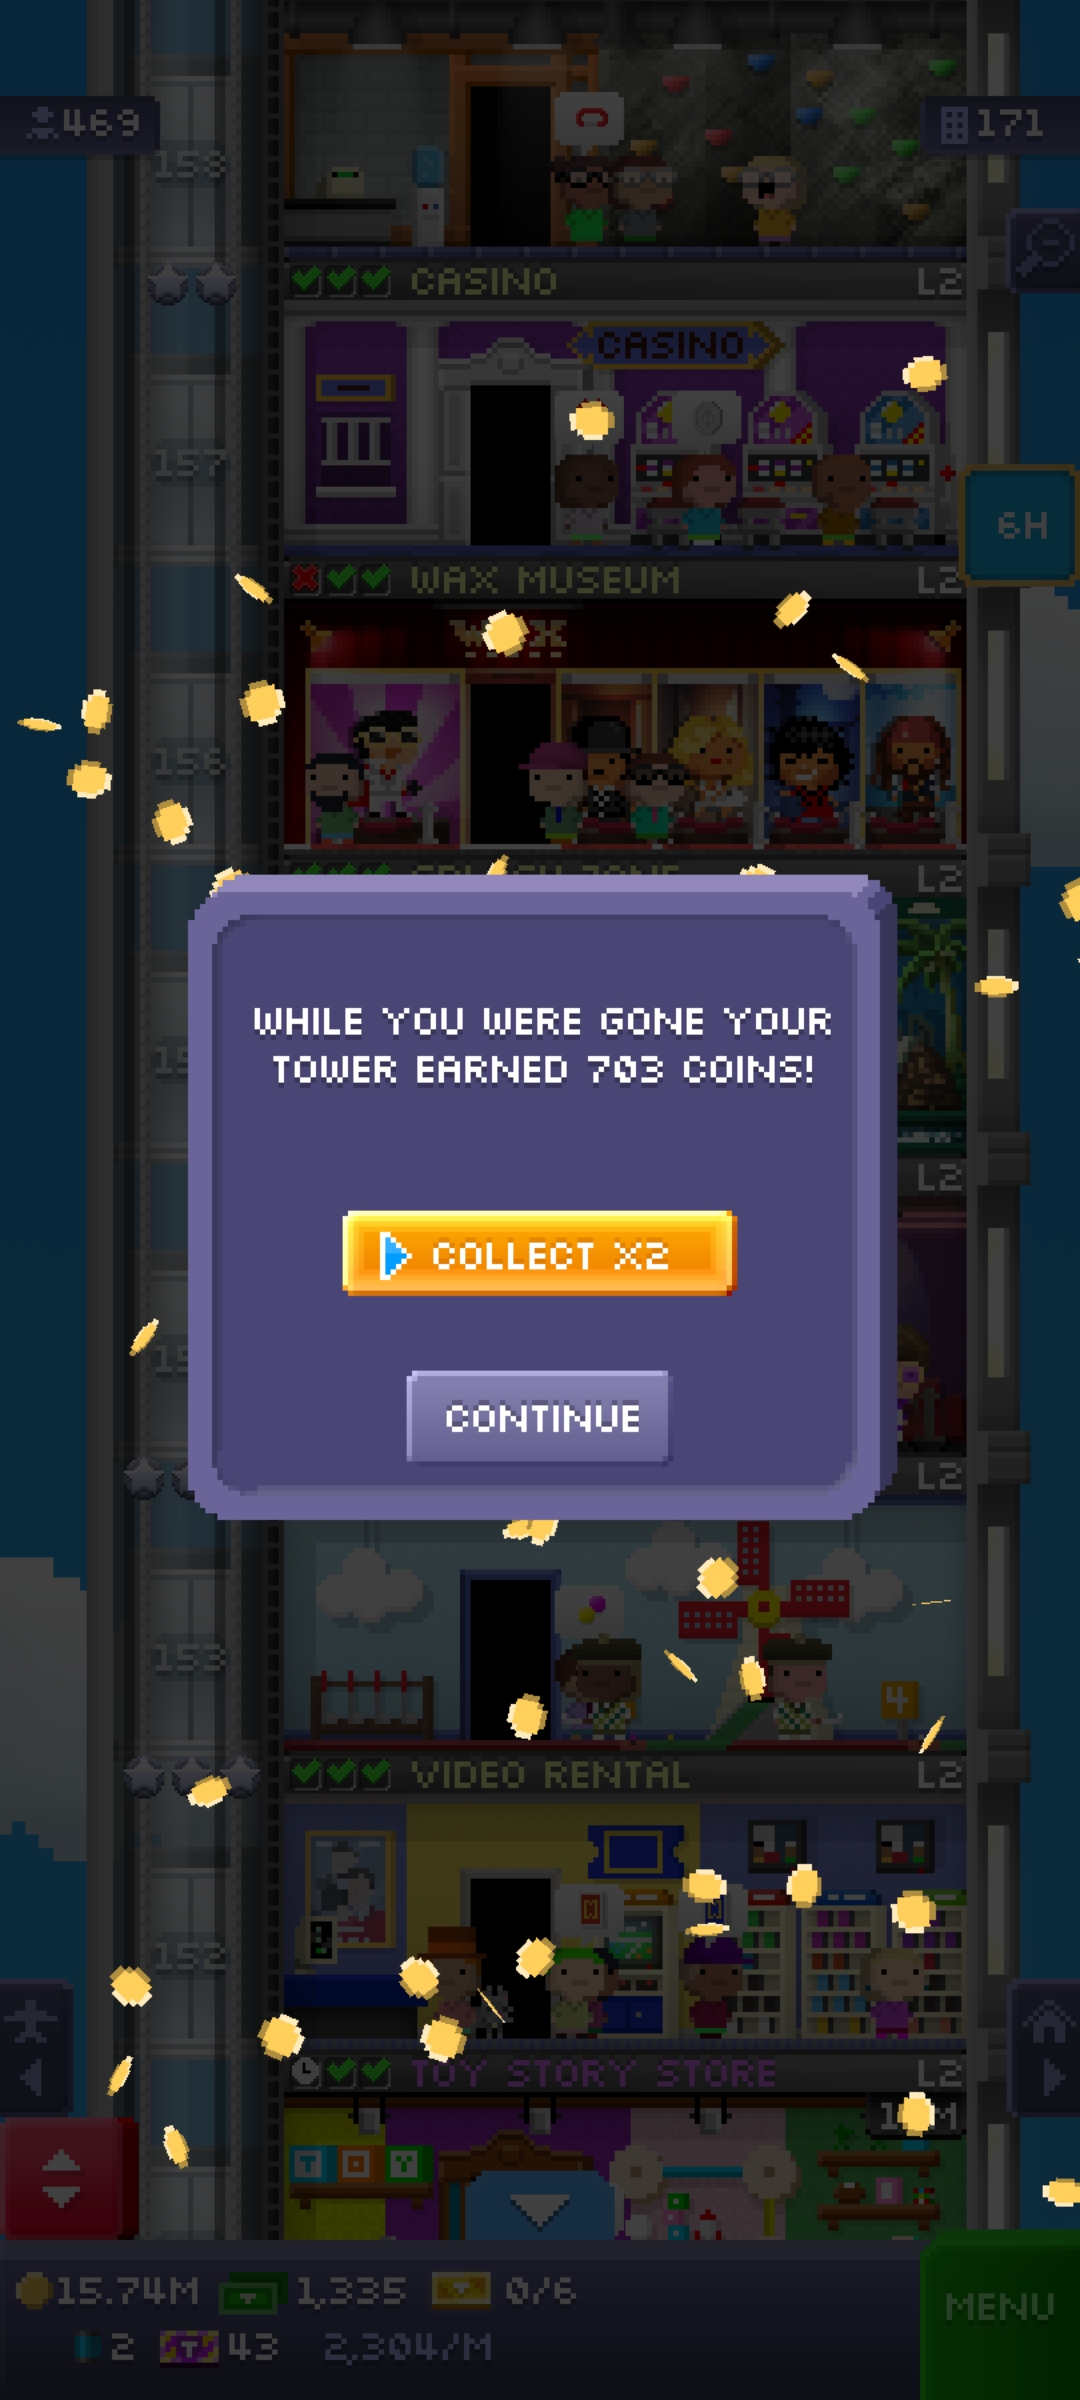 469
171
158
CASINO L2
CASINO
157
6H
WAX MUSEUM L2
WAX
156
L2
WHILE YOU WERE GONE YOUR
TOWER EARNED 703 COINS!
L2
COLLECT X2
CONTINUE
L2
153
4
VIDEO RENTAL L2
152
TOY STORY STORE L2
T O Y
15.74M 1,335 0/6
MENU
2 T 43 2,304/M